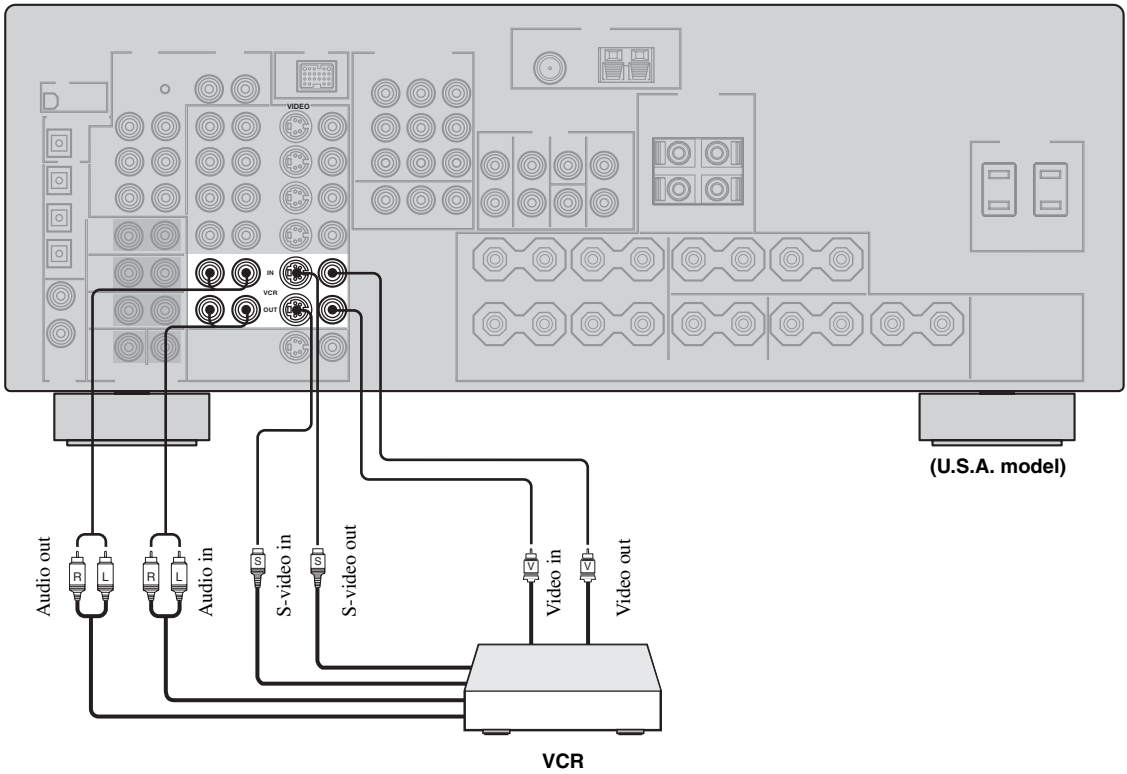 VIDEO
IN
VCR
OUT
(U.S.A. model)
Audio out
R L
R L
Audio in
S
S-video in
S
S-video out
V
Video in
V
Video out
VCR